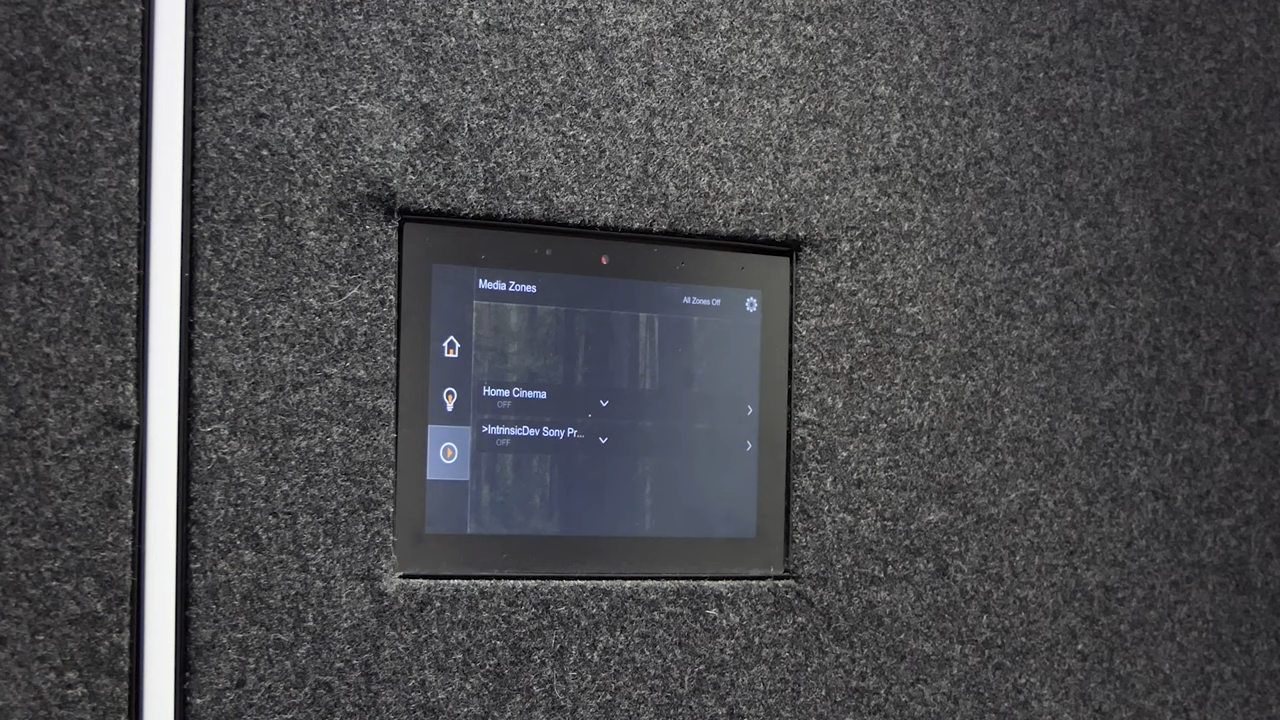 Media Zones
All Zones Off
Home Cinema
OFF
>IntrinsicDev Sony Pr...
OFF